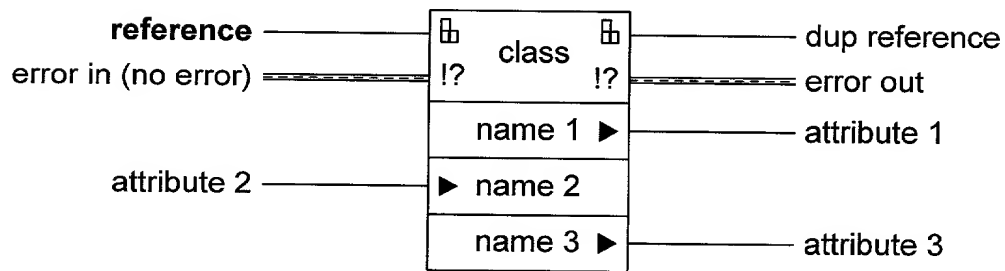 reference class dup reference
error in (no error) !? !? error out
name 1 attribute 1
attribute 2 name 2
name 3 attribute 3